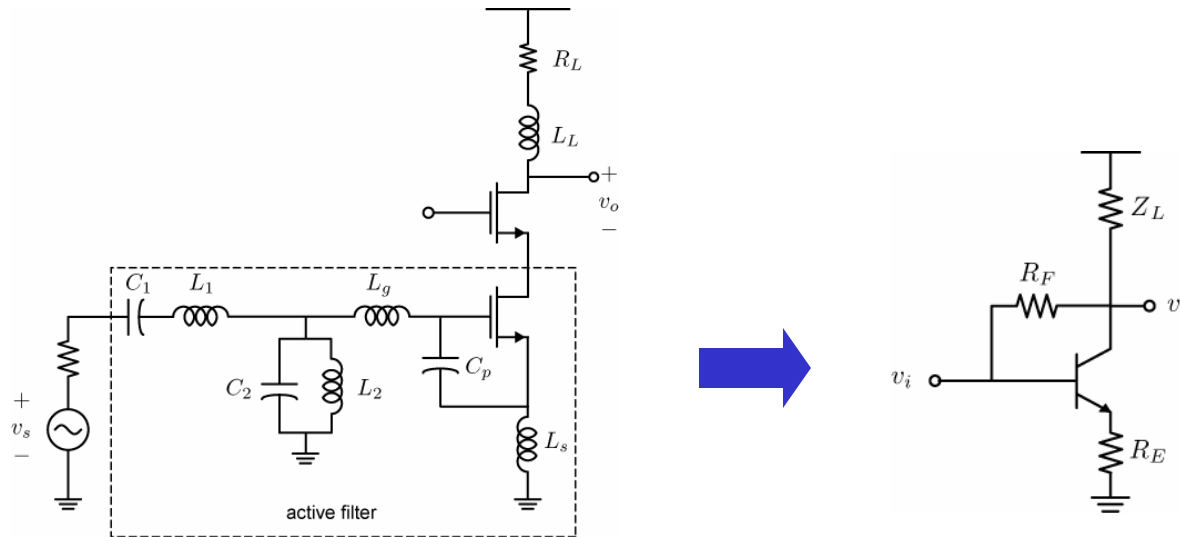 R_L
L_L
+
v_o
−
C_1
L_1
L_g
C_2
L_2
C_p
+
v_s
−
L_s
active filter
Z_L
R_F
v
v_i
R_E